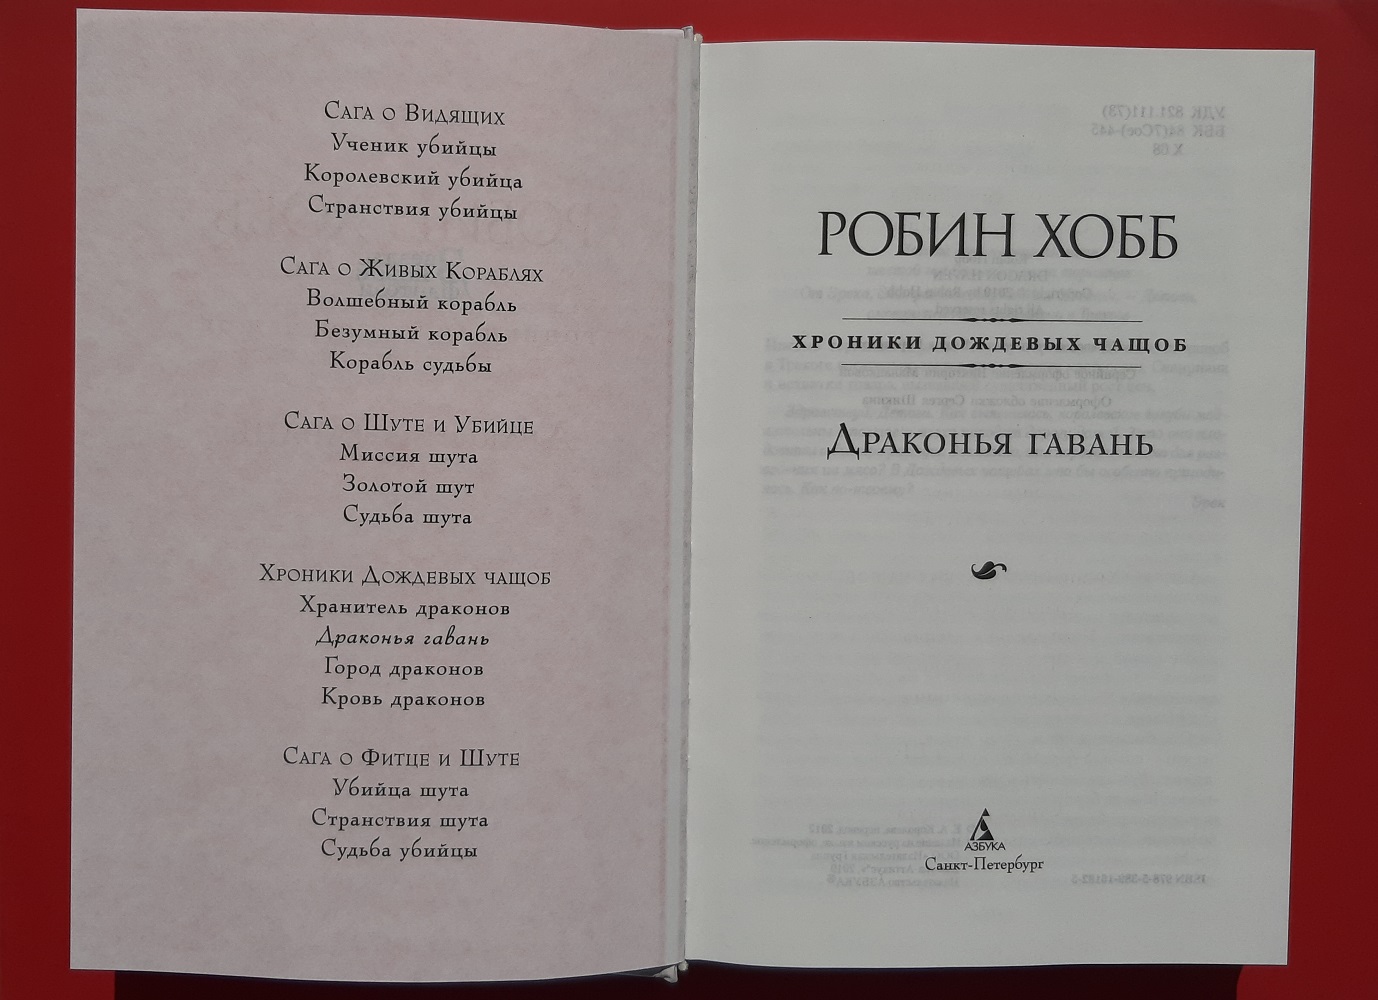 Сага о Видящих
Ученик убийцы
Королевский убийца
Странствия убийцы
Сага о Живых Кораблях
Волшебный корабль
Безумный корабль
Корабль судьбы
Сага о Шуте и Убийце
Миссия шута
Золотой шут
Судьба шута
Хроники Дождевых чащоб
Хранитель драконов
Драконья гавань
Город драконов
Кровь драконов
Сага о Фитце и Шуте
Убийца шута
Странствия шута
Судьба убийцы
РОБИН ХОББ
ХРОНИКИ ДОЖДЕВЫХ ЧАЩОБ
Драконья гавань
АЗБУКА
Санкт-Петербург